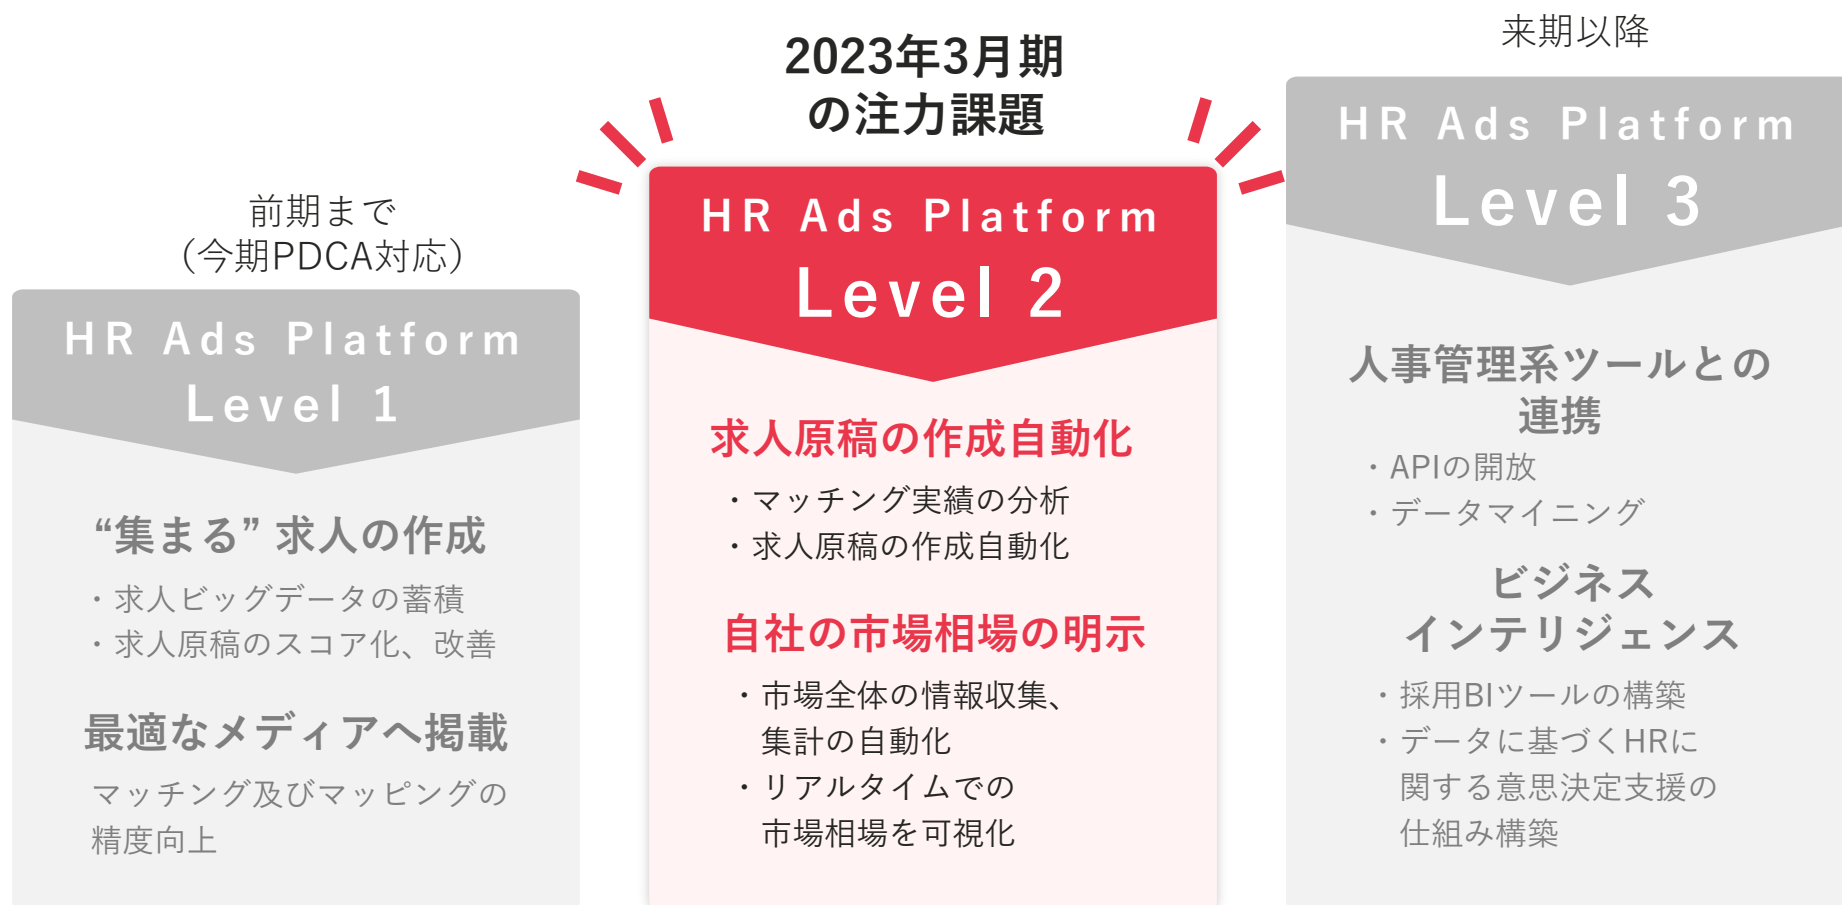 前期まで
（今期PDCA対応）
HR Ads Platform
Level 1
“集まる” 求人の作成
・求人ビッグデータの蓄積
・求人原稿のスコア化、改善
最適なメディアへ掲載
マッチング及びマッピングの
精度向上
2023年3月期
の注力課題
HR Ads Platform
Level 2
求人原稿の作成自動化
・マッチング実績の分析
・求人原稿の作成自動化
自社の市場相場の明示
・市場全体の情報収集、
集計の自動化
・リアルタイムでの
市場相場を可視化
来期以降
HR Ads Platform
Level 3
人事管理系ツールとの
連携
・APIの開放
・データマイニング
ビジネス
インテリジェンス
・採用BIツールの構築
・データに基づくHRに
関する意思決定支援の
仕組み構築